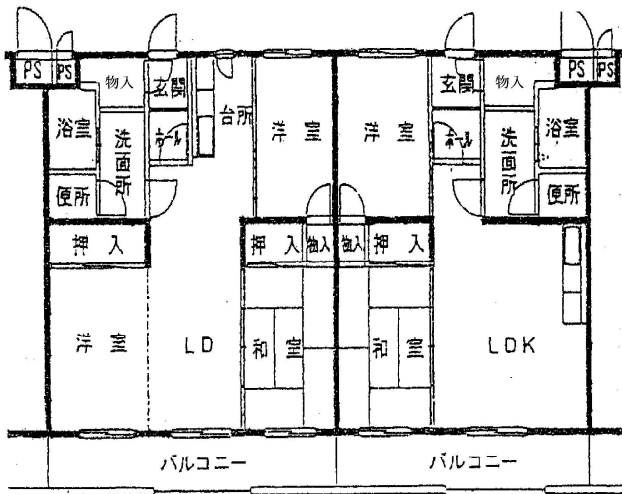 PS PS 物入 玄関 台所 洋室 洋室 玄関 物入 PS PS
浴室 洗面所 ホール ホール 洗面所 浴室
便所 便所
押入 押入 物入 物入 押入
洋室 LD 和室 和室 LDK
バルコニー バルコニー